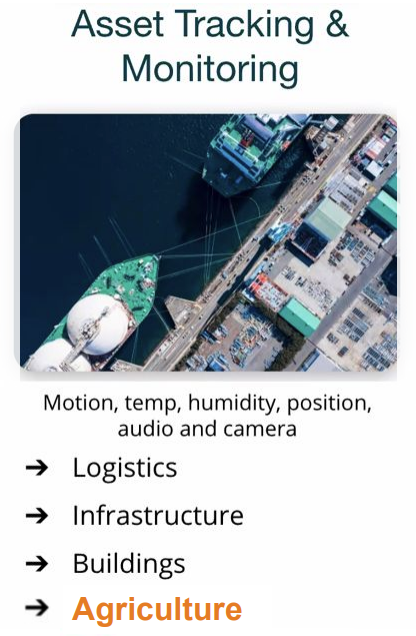 Asset Tracking &
Monitoring
Motion, temp, humidity, position,
audio and camera
➔ Logistics
➔ Infrastructure
➔ Buildings
➔ Agriculture